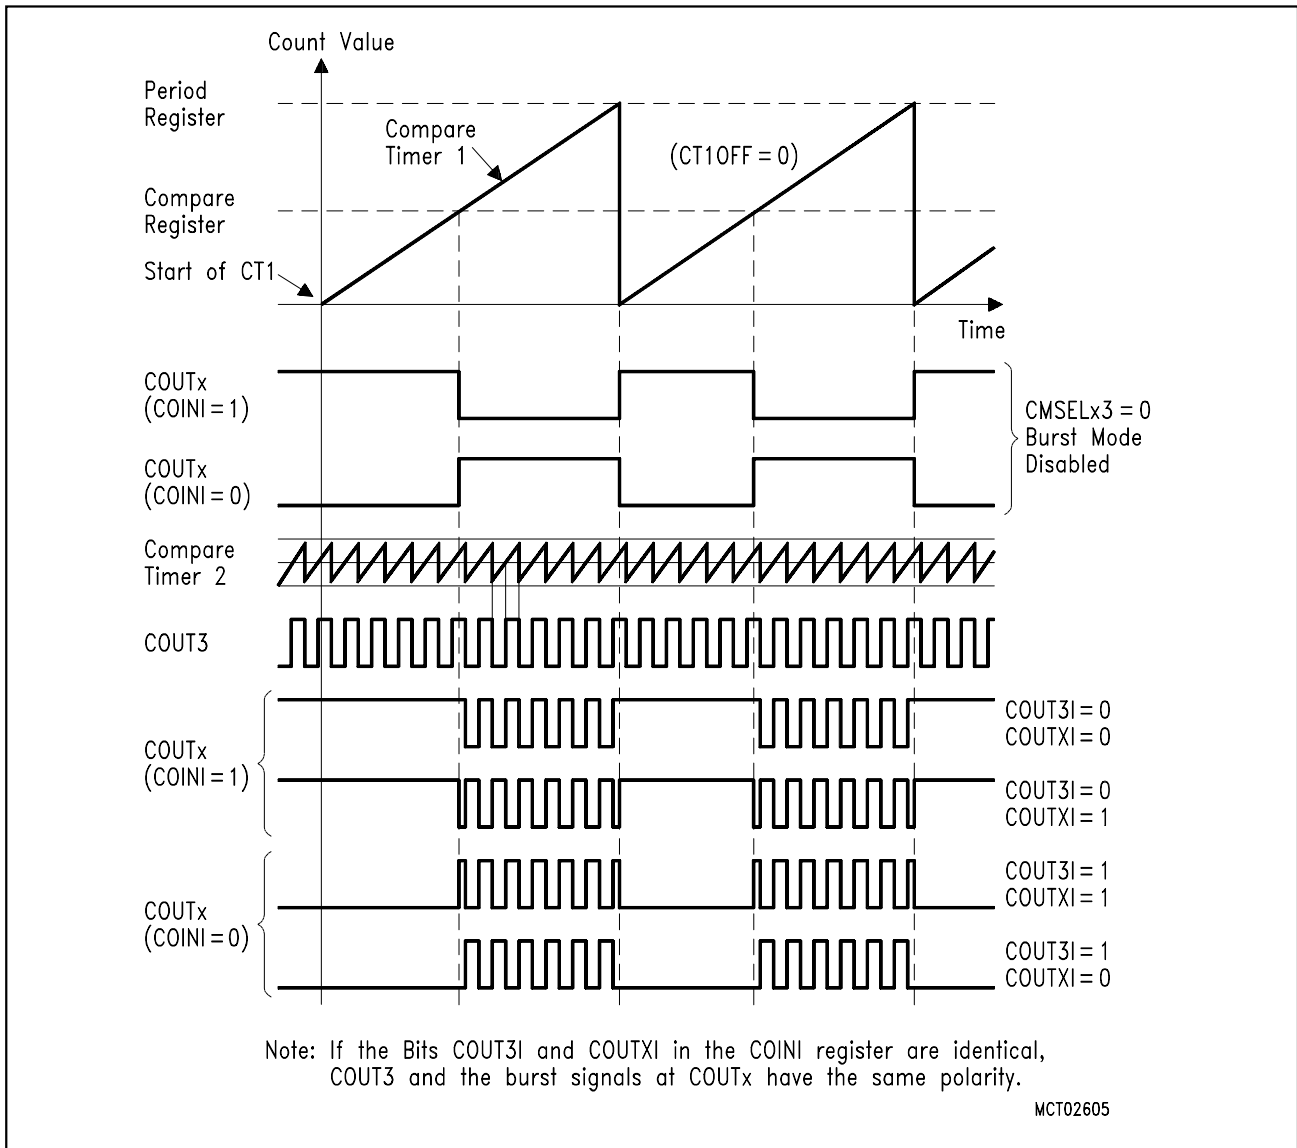 Count Value
Period
Register
Compare
Timer 1
(CT1OFF = 0)
Compare
Register
Start of CT1
Time
COUTx
(COINI = 1)
COUTx
(COINI = 0)
CMSELx3 = 0
Burst Mode
Disabled
Compare
Timer 2
COUT3
COUTx
(COINI = 1)
COUT3I = 0
COUTXI = 0
COUT3I = 0
COUTXI = 1
COUTx
(COINI = 0)
COUT3I = 1
COUTXI = 1
COUT3I = 1
COUTXI = 0
Note: If the Bits COUT3I and COUTXI in the COINI register are identical,
COUT3 and the burst signals at COUTx have the same polarity.
MCT02605